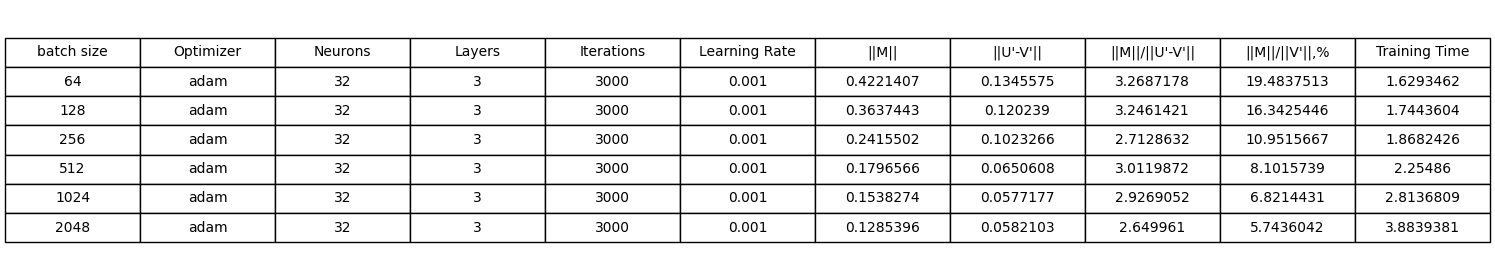 batch size Optimizer Neurons Layers Iterations Learning Rate ||M|| ||U'-V'|| ||M||/||U'-V'|| ||M||/||V'||,% Training Time
64 adam 32 3 3000 0.001 0.4221407 0.1345575 3.2687178 19.4837513 1.6293462
128 adam 32 3 3000 0.001 0.3637443 0.120239 3.2461421 16.3425446 1.7443604
256 adam 32 3 3000 0.001 0.2415502 0.1023266 2.7128632 10.9515667 1.8682426
512 adam 32 3 3000 0.001 0.1796566 0.0650608 3.0119872 8.1015739 2.25486
1024 adam 32 3 3000 0.001 0.1538274 0.0577177 2.9269052 6.8214431 2.8136809
2048 adam 32 3 3000 0.001 0.1285396 0.0582103 2.649961 5.7436042 3.8839381